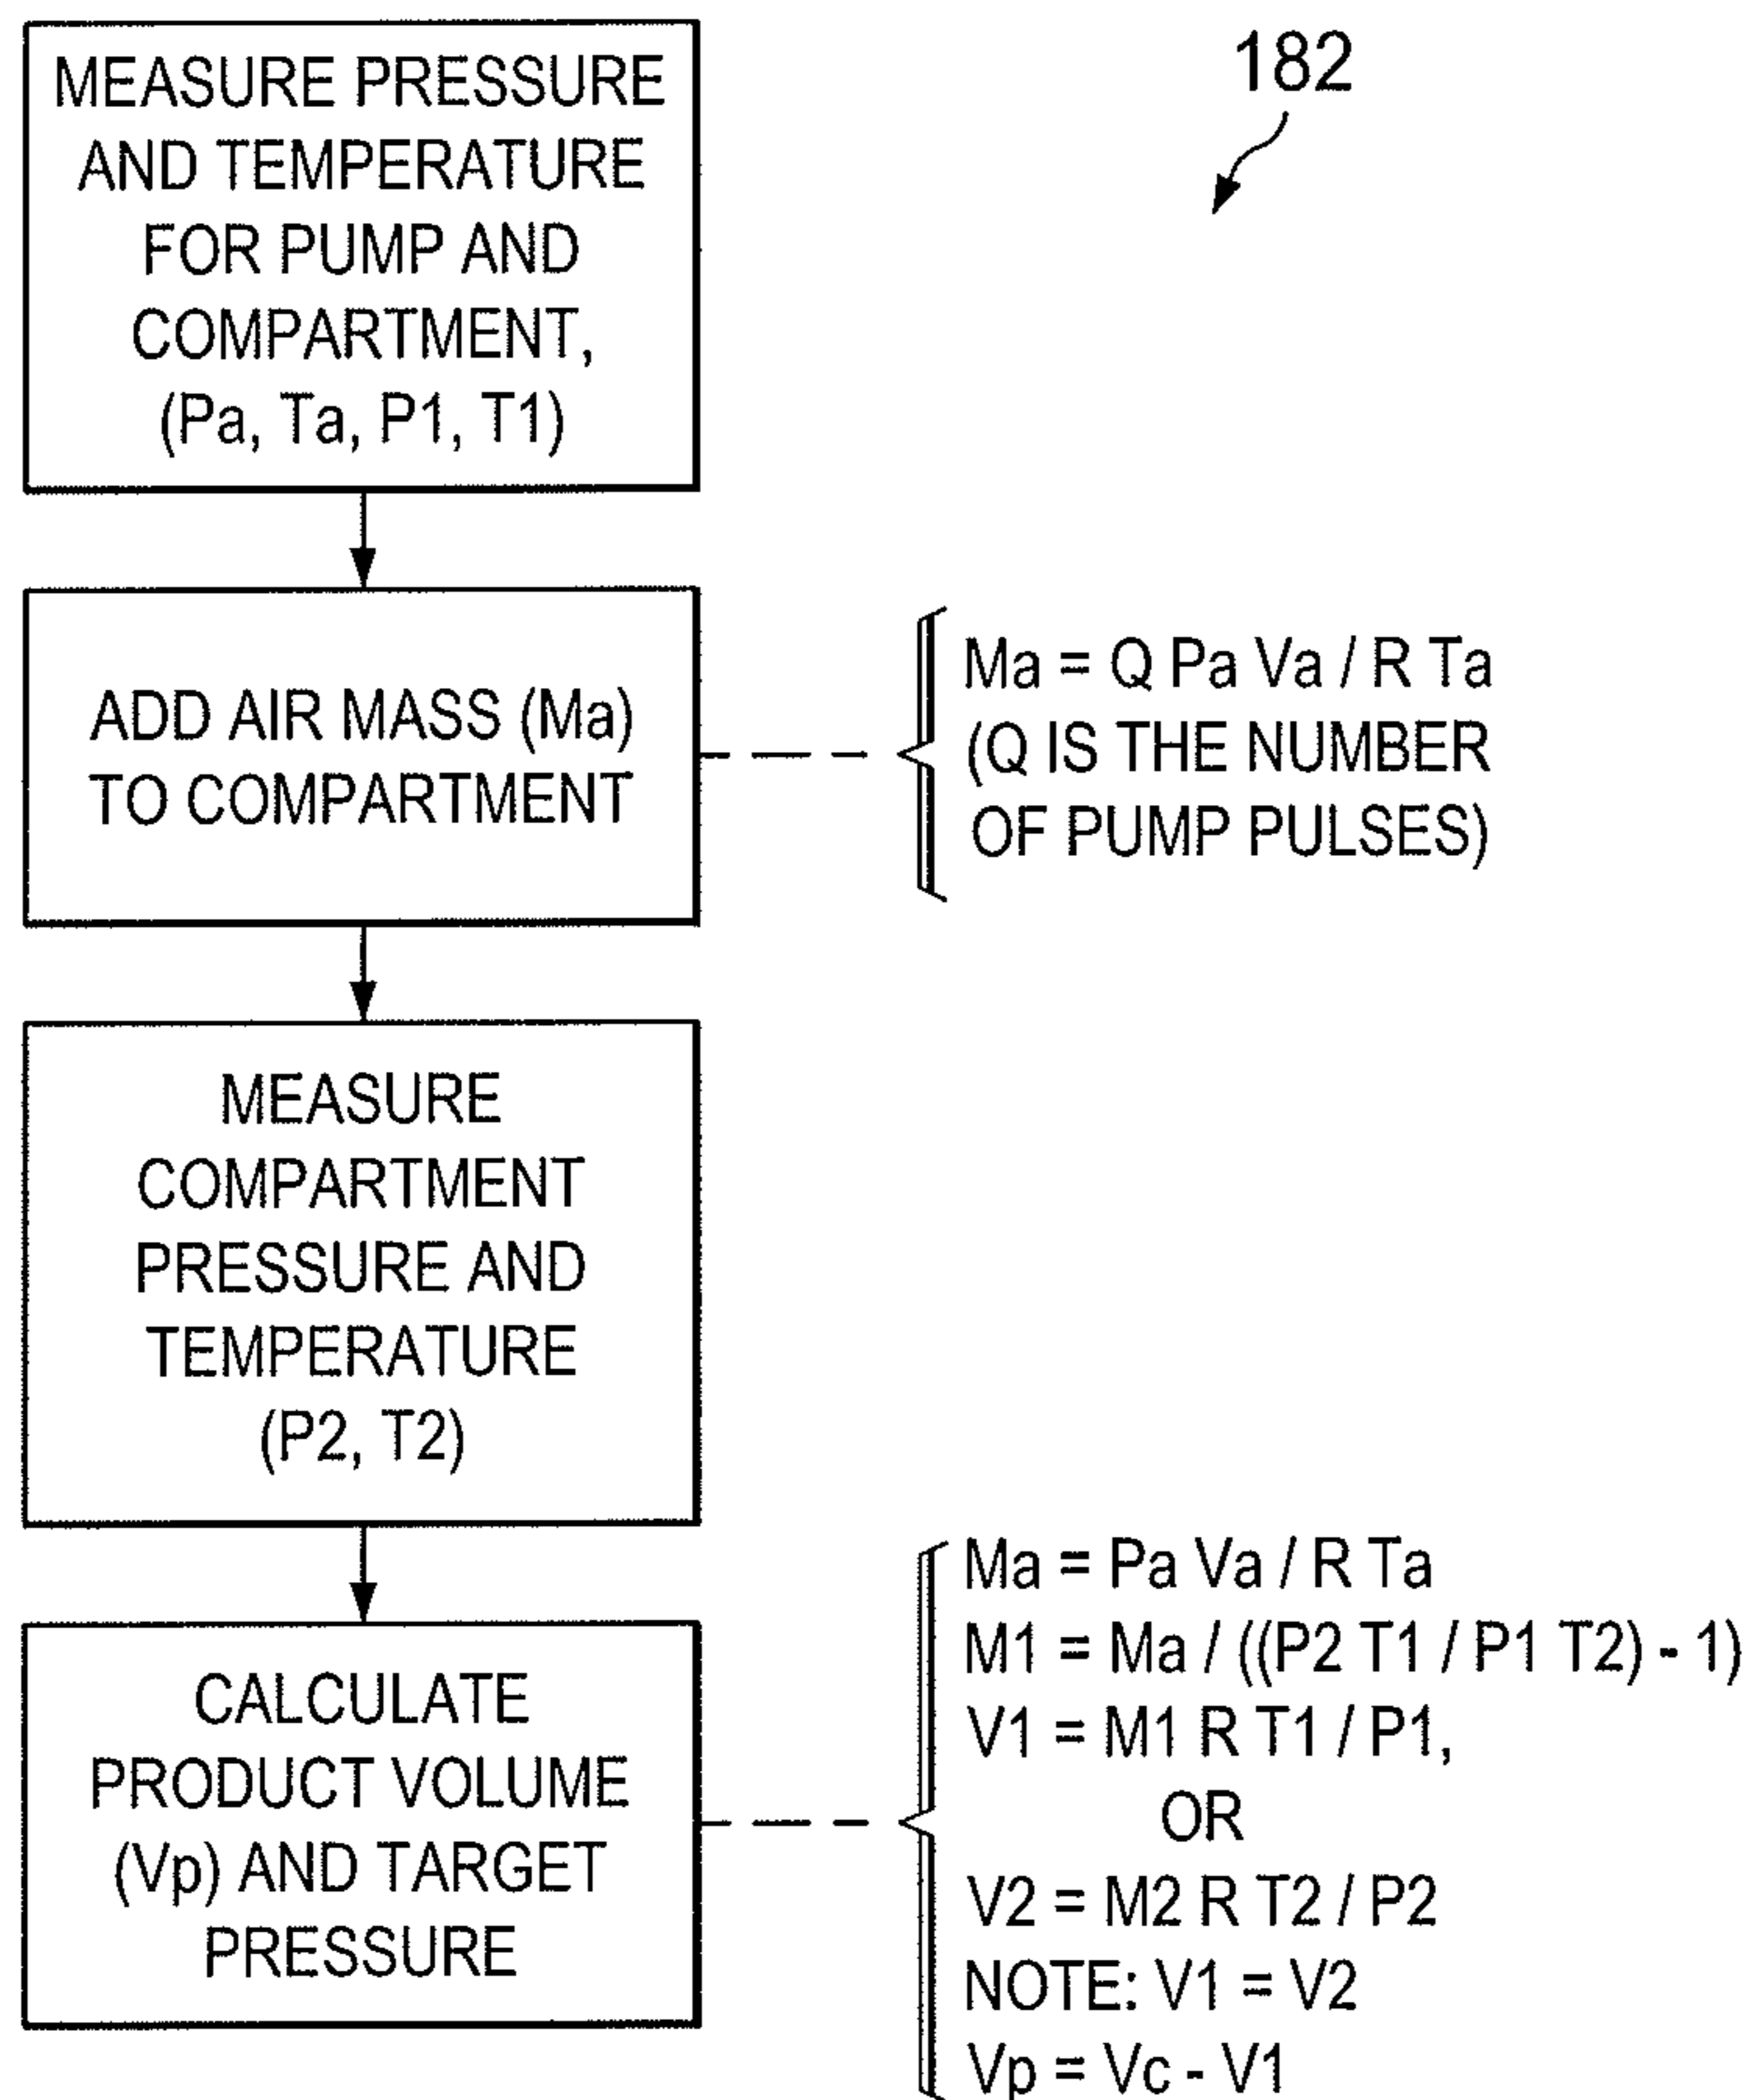 182
MEASURE PRESSURE
AND TEMPERATURE
FOR PUMP AND
COMPARTMENT,
(Pa, Ta, P1, T1)
ADD AIR MASS (Ma)
TO COMPARTMENT
Ma = Q Pa Va / R Ta
(Q IS THE NUMBER
OF PUMP PULSES)
MEASURE
COMPARTMENT
PRESSURE AND
TEMPERATURE
(P2, T2)
CALCULATE
PRODUCT VOLUME
(Vp) AND TARGET
PRESSURE
Ma = Pa Va / R Ta
M1 = Ma / ((P2 T1 / P1 T2) - 1)
V1 = M1 R T1 / P1,
OR
V2 = M2 R T2 / P2
NOTE: V1 = V2
Vp = Vc - V1